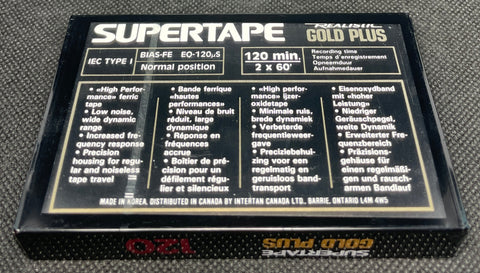 SUPERTAPE
REALISTIC
GOLD PLUS
IEC TYPE I
BIAS-FE EQ-120µS
Normal position
120 min.
2 x 60'
Recording time
Temps d'enregistrement
Opneemduur
Aufnahmedauer
• «High Perfor-
mance» ferric
tape
• Low noise,
wide dynamic
range
• Increased fre-
quency response
• Precision
housing for regu-
lar and noiseless
tape travel
• Bande ferrique
«hautes
performances»
• Niveau de bruit
réduit, large
dynamique
• Réponse en
fréquences
accrue
• Boîtier de pré-
cision pour un
défilement régu-
lier et silencieux
• «High perfor-
mance» ijzer-
oxidetape
• Minimale ruis,
brede dynamiek
• Verbeterde
frequentieweer-
gave
• Preciziebehui-
zing voor een
regelmatig en
geruisloos band-
transport
• Eisenoxydband
mit «hoher
Leistung»
• Niedriger
Geräuschpegel,
weite Dynamik
• Erweiterter Fre-
quenzbereich
• Präzisions-
gehäuse für
einen regelmäßi-
gen und rausch-
armen Bandlauf
MADE IN KOREA, DISTRIBUTED IN CANADA BY INTERTAN CANADA LTD., BARRIE, ONTARIO L4M 4W5
SUPERTAPE
GOLD PLUS
120